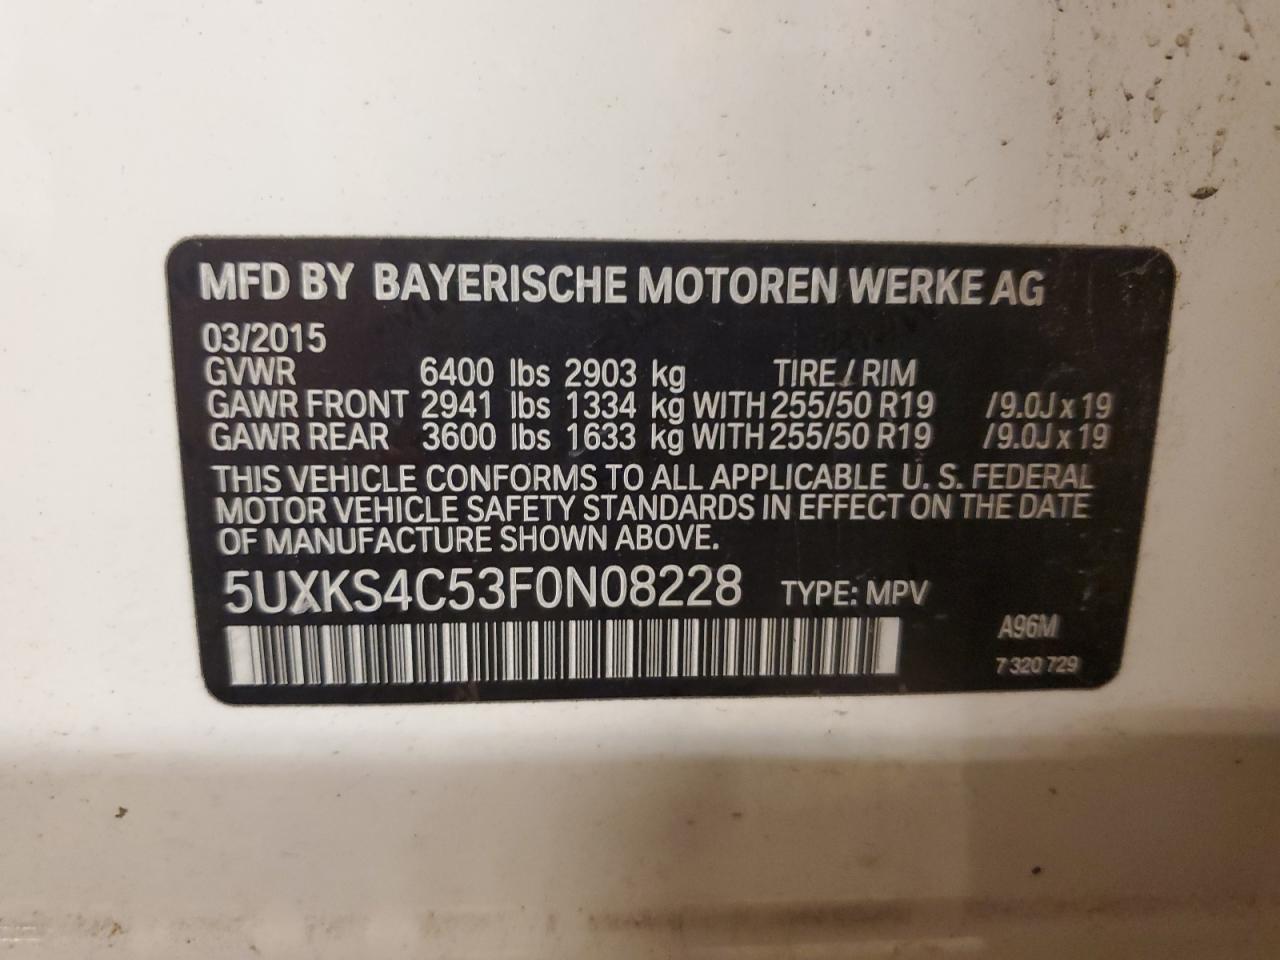 MFD BY BAYERISCHE MOTOREN WERKE AG
03/2015
GVWR 6400 lbs 2903 kg TIRE / RIM
GAWR FRONT 2941 lbs 1334 kg WITH 255/50 R19 /9.0J x 19
GAWR REAR 3600 lbs 1633 kg WITH 255/50 R19 /9.0J x 19
THIS VEHICLE CONFORMS TO ALL APPLICABLE U. S. FEDERAL
MOTOR VEHICLE SAFETY STANDARDS IN EFFECT ON THE DATE
OF MANUFACTURE SHOWN ABOVE.
5UXKS4C53F0N08228 TYPE: MPV
A96M
7 320 729